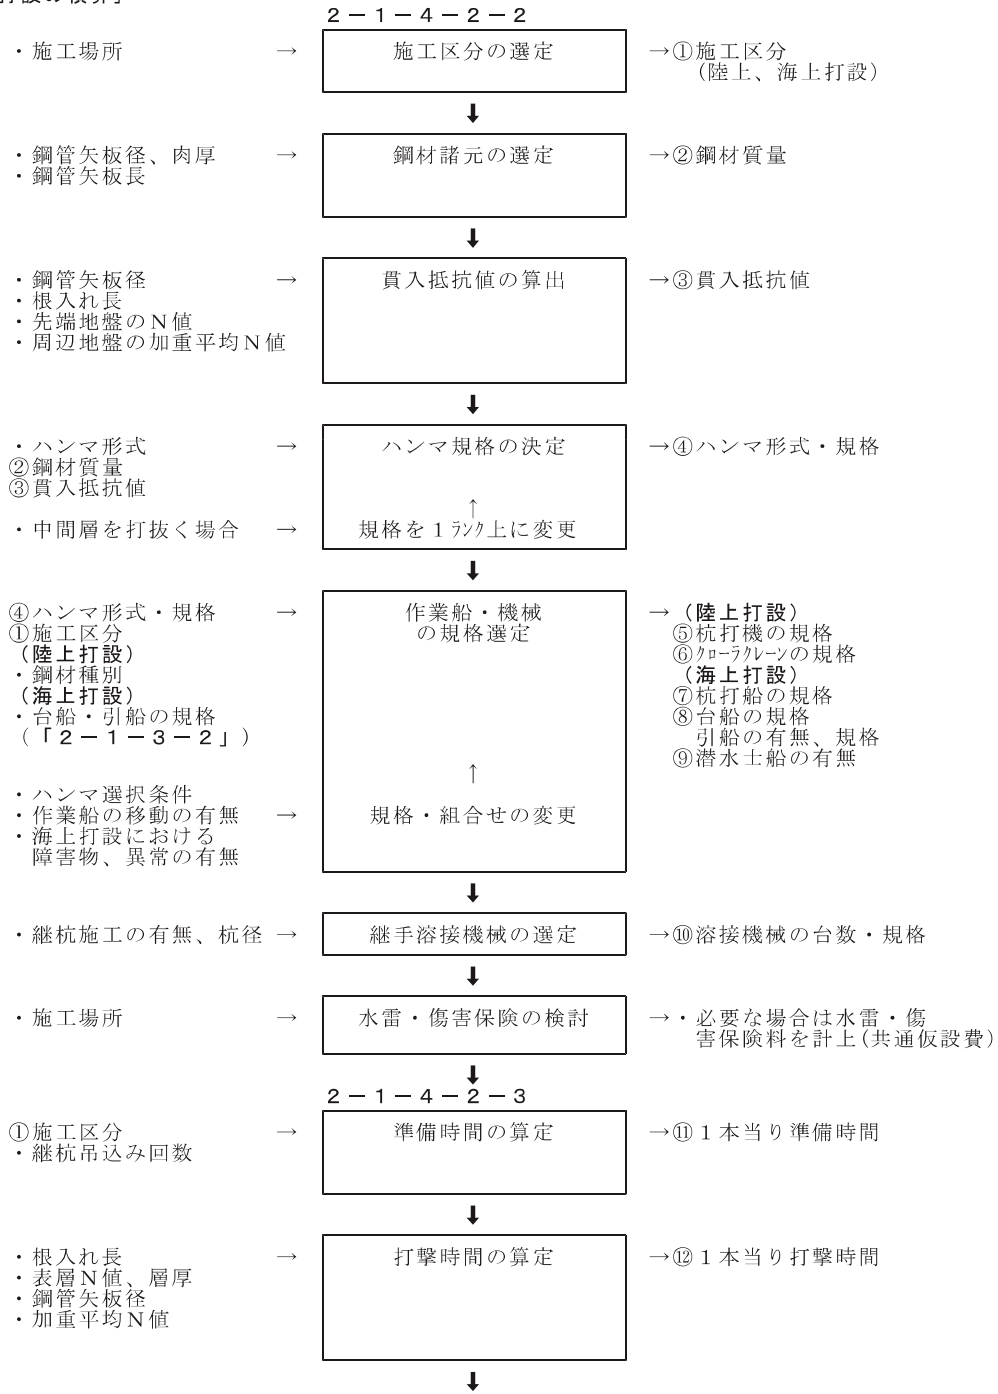 打設の積算」
２－１－４－２－２
・施工場所　→　施工区分の選定　→①施工区分
（陸上、海上打設）
↓
・鋼管矢板径、肉厚　→　鋼材諸元の選定　→②鋼材質量
・鋼管矢板長
↓
・鋼管矢板径　→　貫入抵抗値の算出　→③貫入抵抗値
・根入れ長
・先端地盤のＮ値
・周辺地盤の加重平均Ｎ値
↓
・ハンマ形式　→　ハンマ規格の決定　→④ハンマ形式・規格
②鋼材質量
③貫入抵抗値
↑
・中間層を打抜く場合　→　規格を１ﾗﾝｸ上に変更
↓
④ハンマ形式・規格　→　作業船・機械　→（陸上打設）
①施工区分　の規格選定　⑤杭打機の規格
（陸上打設）　⑥ｸﾛｰﾗｸﾚｰﾝの規格
・鋼材種別　（海上打設）
（海上打設）　⑦杭打船の規格
・台船・引船の規格　⑧台船の規格
（「２－１－３－２」）　引船の有無、規格
⑨潜水士船の有無
↑
・ハンマ選択条件
・作業船の移動の有無　→　規格・組合せの変更
・海上打設における
障害物、異常の有無
↓
・継杭施工の有無、杭径　→　継手溶接機械の選定　→⑩溶接機械の台数・規格
↓
・施工場所　→　水雷・傷害保険の検討　→・必要な場合は水雷・傷
害保険料を計上（共通仮設費）
↓
２－１－４－２－３
①施工区分　→　準備時間の算定　→⑪１本当り準備時間
・継杭吊込み回数
↓
・根入れ長　→　打撃時間の算定　→⑫１本当り打撃時間
・表層Ｎ値、層厚
・鋼管矢板径
・加重平均Ｎ値
↓